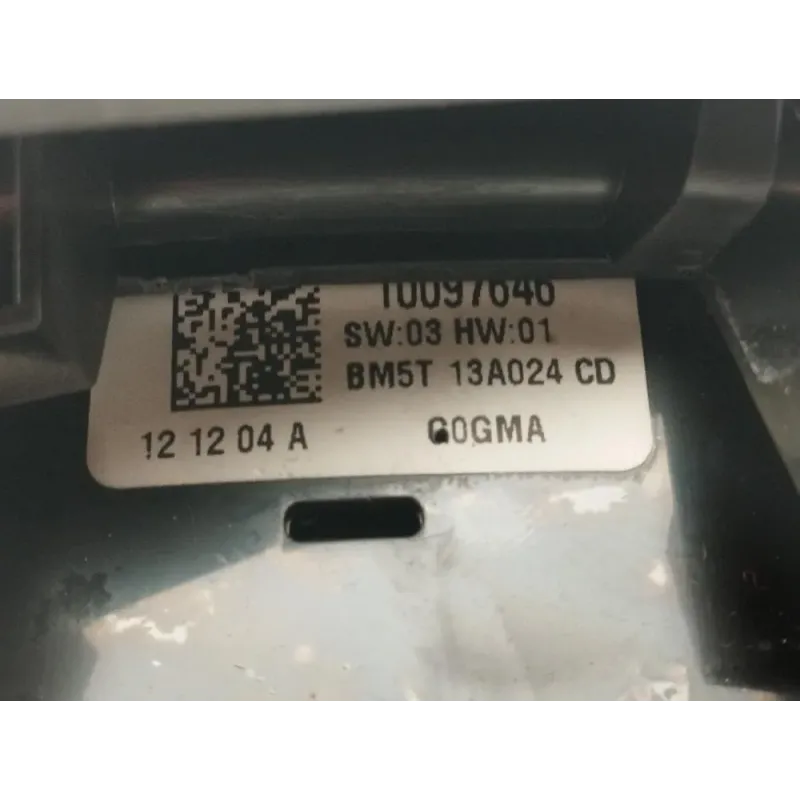 10097646
SW:03 HW:01
BM5T 13A024 CD
12 12 04 A G0GMA